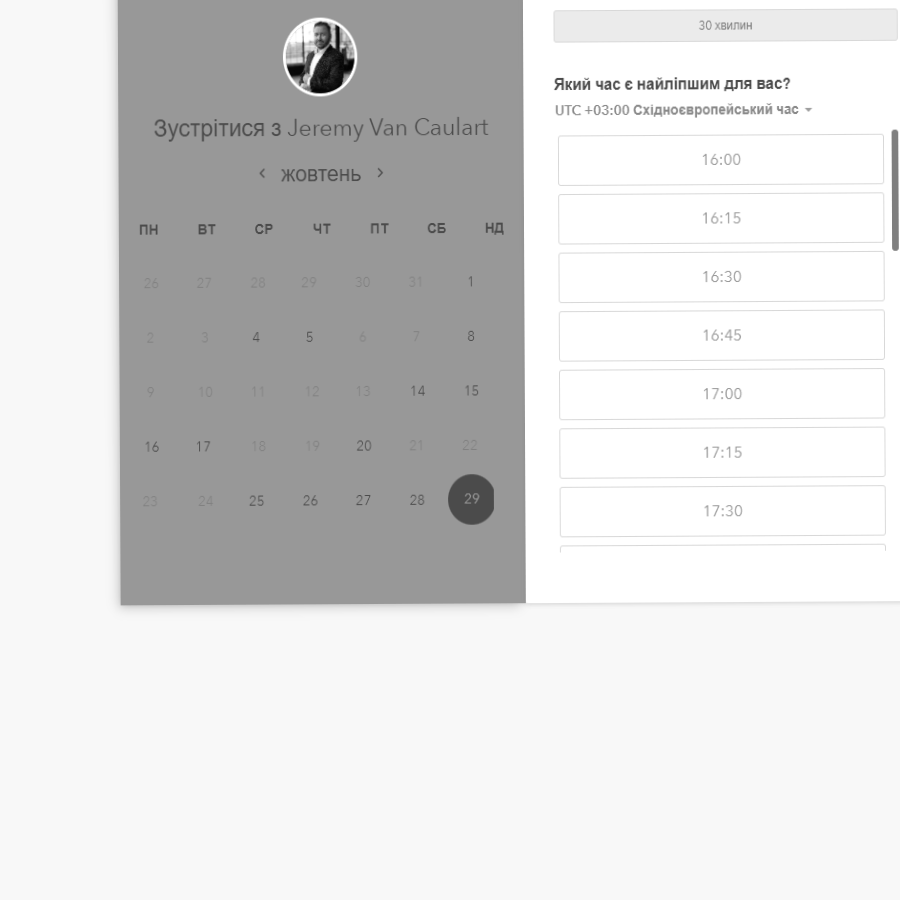 Зустрітися з Jeremy Van Caulart
жовтень
ПН ВТ СР ЧТ ПТ СБ НД
26 27 28 29 30 31 1
2 3 4 5 6 7 8
9 10 11 12 13 14 15
16 17 18 19 20 21 22
23 24 25 26 27 28 29
30 хвилин
Який час є найліпшим для вас?
UTC +03:00 Східноєвропейський час
16:00
16:15
16:30
16:45
17:00
17:15
17:30